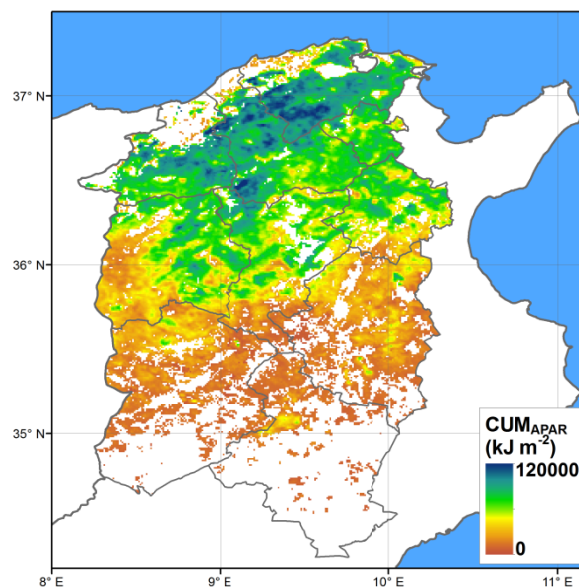 37° N
36° N
35° N
CUMAPAR
(kJ m-2)
120000
0
8° E
9° E
10° E
11° E